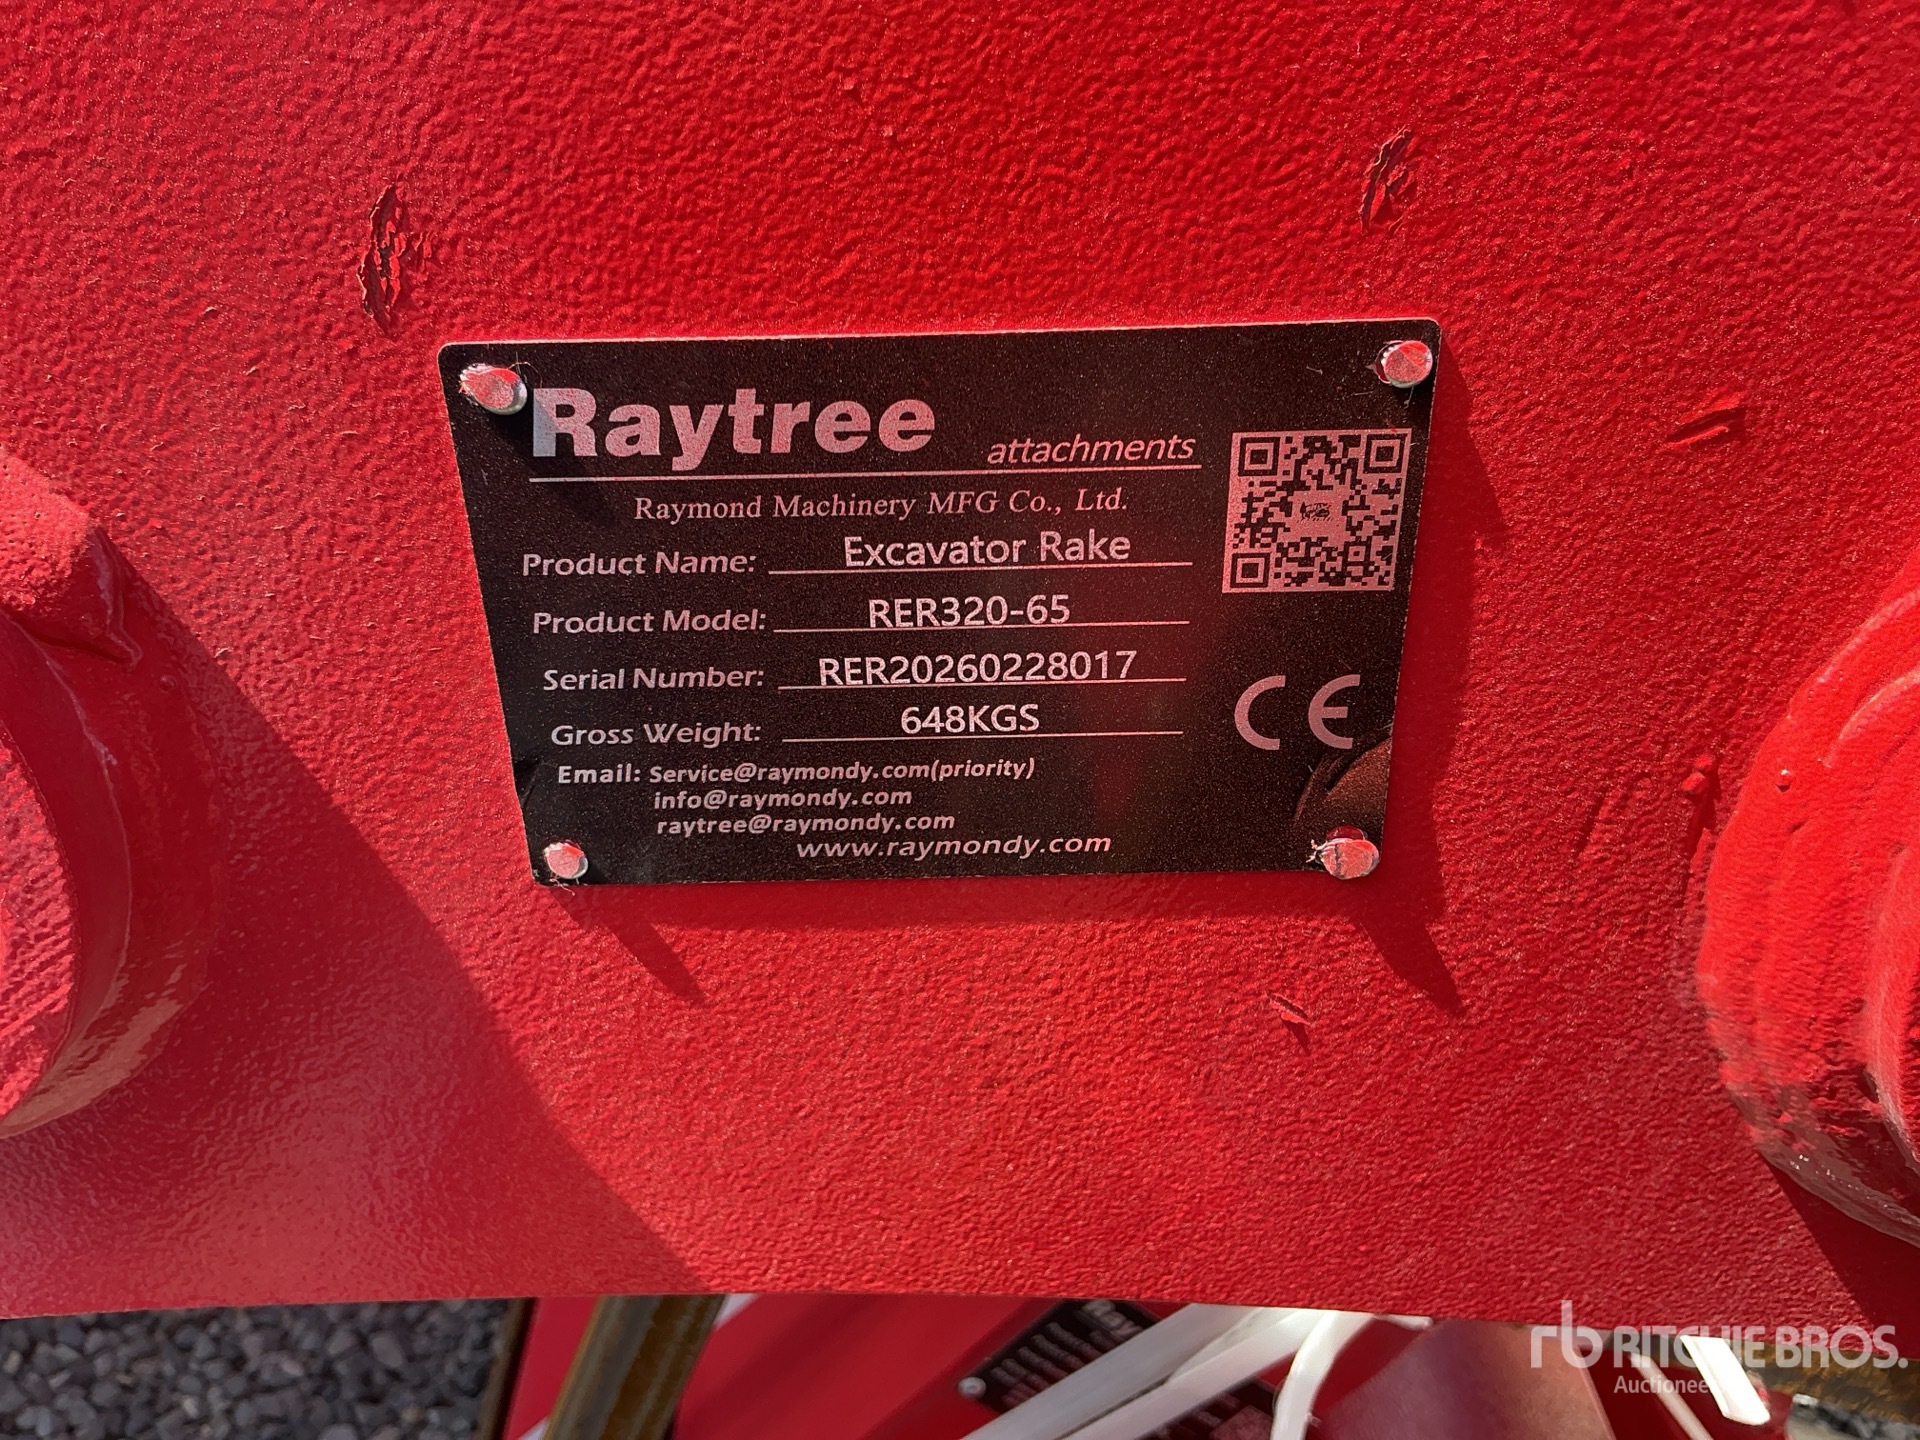 Raytree attachments
Raymond Machinery MFG Co., Ltd.
Product Name: Excavator Rake
Product Model: RER320-65
Serial Number: RER20260228017
Gross Weight: 648KGS
CE
Email: Service@raymondy.com(priority)
info@raymondy.com
raytree@raymondy.com
www.raymondy.com
rb RITCHIE BROS.
Auctioneers